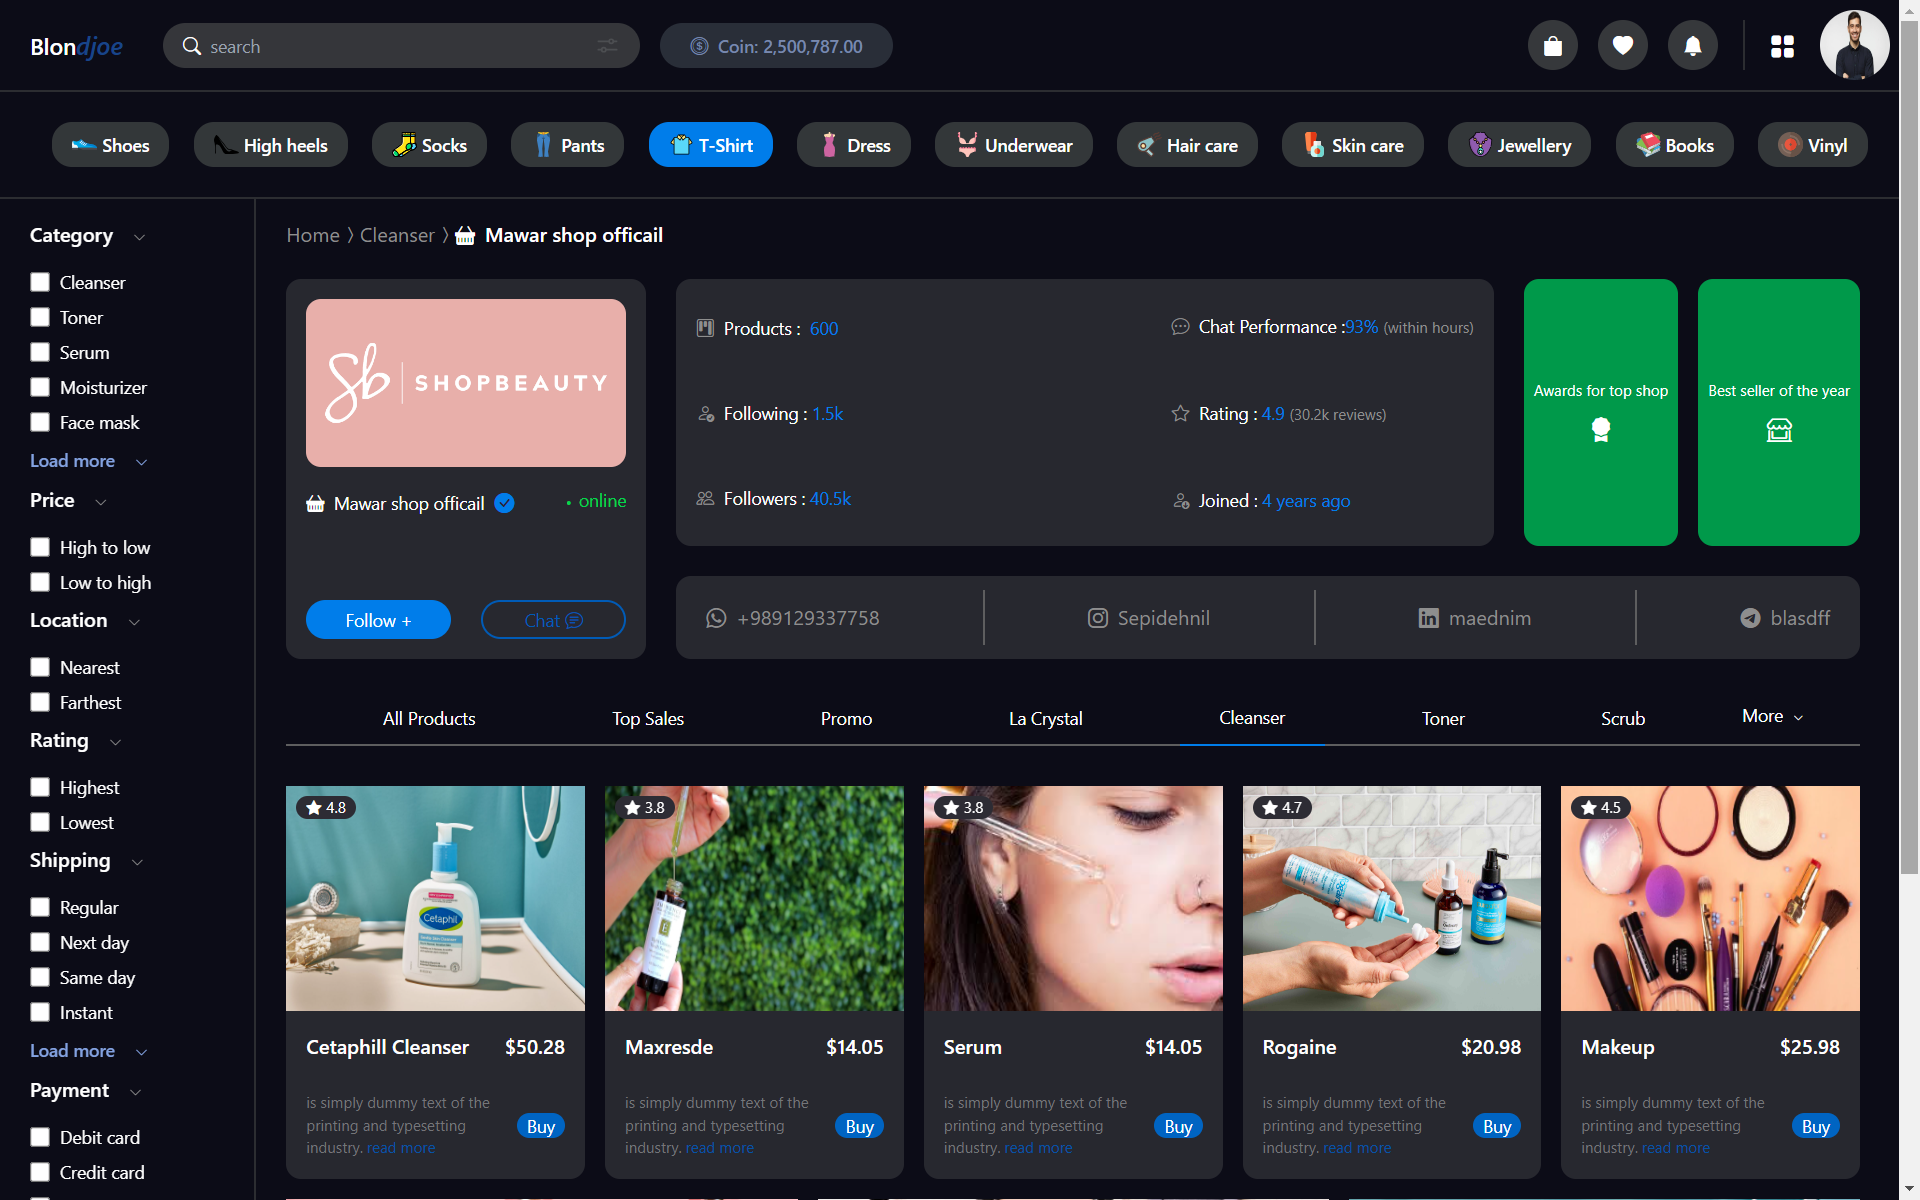 Blondjoe
search
Coin: 2,500,787.00
Shoes
High heels
Socks
Pants
T-Shirt
Dress
Underwear
Hair care
Skin care
Jewellery
Books
Vinyl
Category
Cleanser
Toner
Serum
Moisturizer
Face mask
Load more
Price
High to low
Low to high
Location
Nearest
Farthest
Rating
Highest
Lowest
Shipping
Regular
Next day
Same day
Instant
Load more
Payment
Debit card
Credit card
Home 〉Cleanser 〉 Mawar shop officail
Sb | SHOPBEAUTY
Mawar shop officail
• online
Follow +
Chat
Products : 600
Following : 1.5k
Followers : 40.5k
Chat Performance :93% (within hours)
Rating : 4.9 (30.2k reviews)
Joined : 4 years ago
Awards for top shop
Best seller of the year
+989129337758
Sepidehnil
maednim
blasdff
All Products
Top Sales
Promo
La Crystal
Cleanser
Toner
Scrub
More
4.8
Cetaphil
Cetaphill Cleanser
$50.28
is simply dummy text of the
printing and typesetting
industry. read more
Buy
3.8
Maxresde
$14.05
is simply dummy text of the
printing and typesetting
industry. read more
Buy
3.8
Serum
$14.05
is simply dummy text of the
printing and typesetting
industry. read more
Buy
4.7
Rogaine
$20.98
is simply dummy text of the
printing and typesetting
industry. read more
Buy
4.5
Makeup
$25.98
is simply dummy text of the
printing and typesetting
industry. read more
Buy